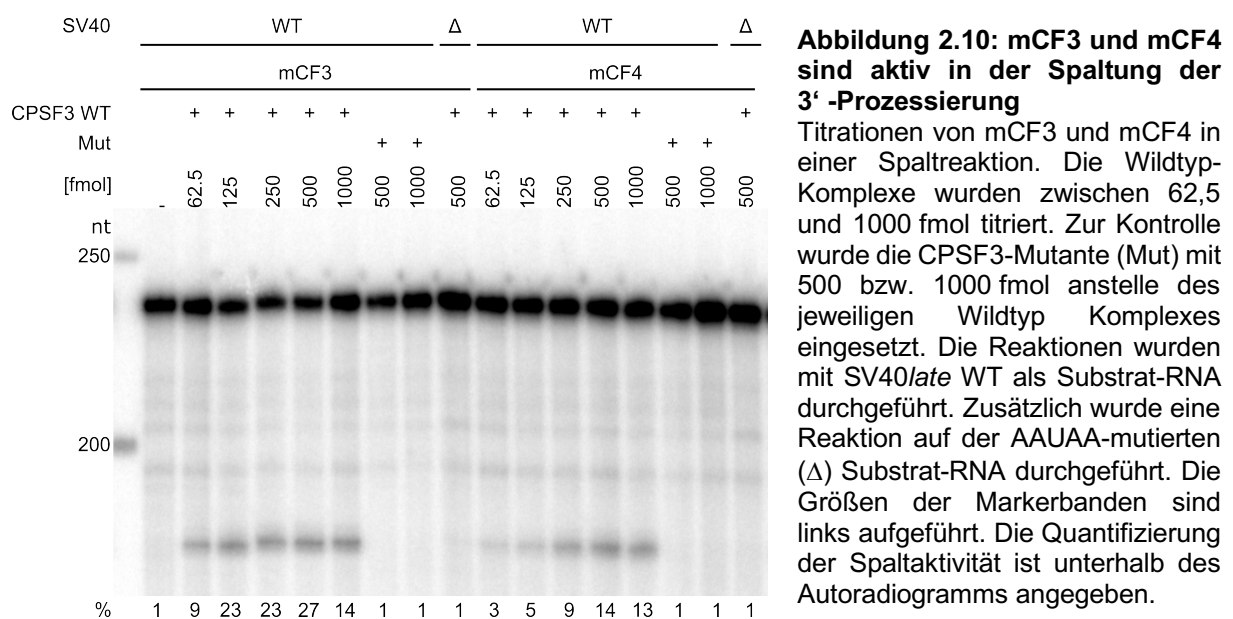 SV40 WT Δ WT Δ
mCF3 mCF4
CPSF3 WT + + + + + + + + + + + +
Mut + + + +
[fmol] - 62.5 125 250 500 1000 500 1000 500 62.5 125 250 500 1000 500 1000 500
nt
250
200
% 1 9 23 23 27 14 1 1 1 3 5 9 14 13 1 1 1
Abbildung 2.10: mCF3 und mCF4
sind aktiv in der Spaltung der
3‘ -Prozessierung
Titrationen von mCF3 und mCF4 in
einer Spaltreaktion. Die Wildtyp-
Komplexe wurden zwischen 62,5
und 1000 fmol titriert. Zur Kontrolle
wurde die CPSF3-Mutante (Mut) mit
500 bzw. 1000 fmol anstelle des
jeweiligen Wildtyp Komplexes
eingesetzt. Die Reaktionen wurden
mit SV40late WT als Substrat-RNA
durchgeführt. Zusätzlich wurde eine
Reaktion auf der AAUAA-mutierten
(Δ) Substrat-RNA durchgeführt. Die
Größen der Markerbanden sind
links aufgeführt. Die Quantifizierung
der Spaltaktivität ist unterhalb des
Autoradiogramms angegeben.